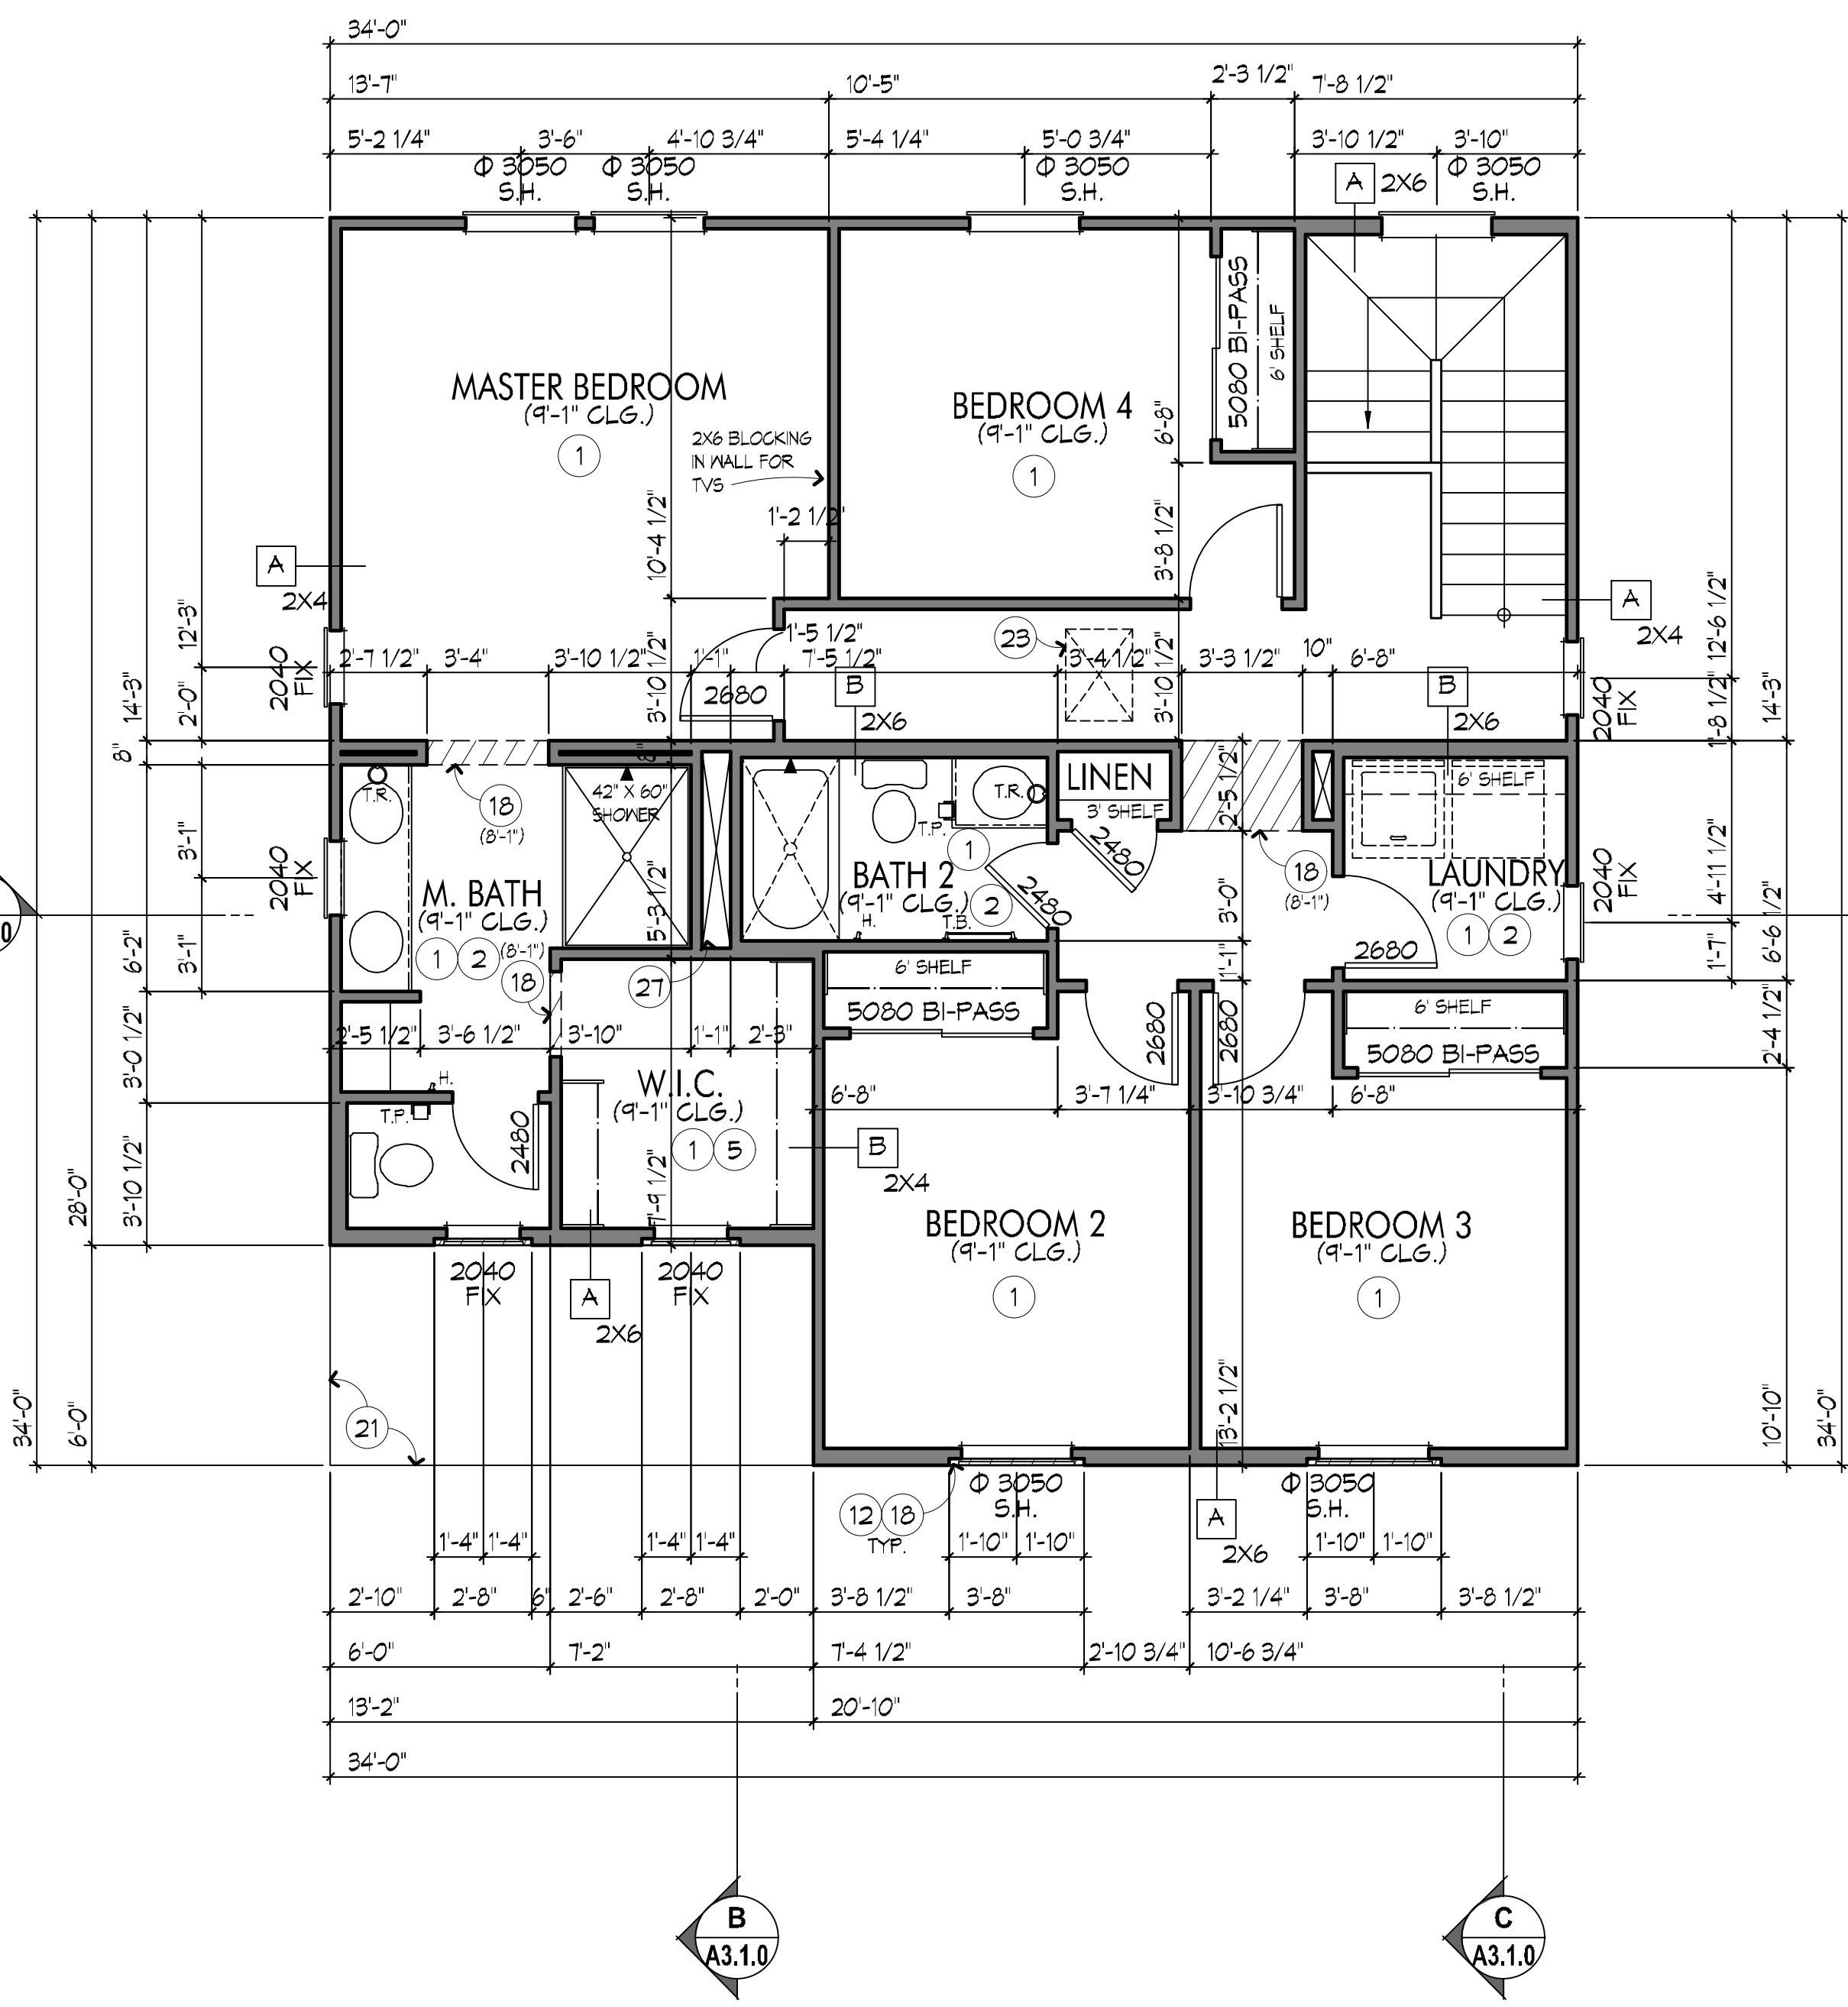 34'-0"
13'-7"
10'-5"
2'-3 1/2"
7'-8 1/2"
5'-2 1/4"
3'-6"
4'-10 3/4"
5'-4 1/4"
5'-0 3/4"
3'-10 1/2"
3'-10"
Φ 3050
S.H.
Φ 3050
S.H.
Φ 3050
S.H.
A
2X6
Φ 3050
S.H.
MASTER BEDROOM
(9'-1" CLG.)
1
2X6 BLOCKING
IN WALL FOR
TVS
BEDROOM 4
(9'-1" CLG.)
1
5080 BI-PASS
6' SHELF
6'-8"
3'-8 1/2"
10'-4 1/2"
1'-2 1/2"
A
2X4
A
2X4
12'-3"
2'-0"
14'-3"
8"
2040
FIX
2'-7 1/2"
3'-4"
3'-10 1/2"
1'-1"
1'-5 1/2"
7'-5 1/2"
3'-4 1/2"
3'-3 1/2"
10"
6'-8"
23
3'-10 1/2"
3'-10 1/2"
2680
B
2X6
B
2X6
2040
FIX
12'-6 1/2"
1'-8 1/2"
14'-3"
8"
T.R.
18
(8'-1")
42" X 60"
SHOWER
T.P.
T.R.
LINEN
3' SHELF
2'-5 1/2"
6' SHELF
2480
1
BATH 2
(9'-1" CLG.)
2
H.
T.B.
2480
18
(8'-1")
LAUNDRY
(9'-1" CLG.)
1
2
2680
2040
FIX
4'-11 1/2"
1'-7"
6'-6 1/2"
2'-4 1/2"
3'-1"
3'-1"
6'-2"
2040
FIX
M. BATH
(9'-1" CLG.)
1
2
(8'-1")
18
5'-3 1/2"
27
3'-0"
1'-1"
6' SHELF
5080 BI-PASS
2680
2680
6' SHELF
5080 BI-PASS
0
2'-5 1/2"
3'-6 1/2"
3'-10"
1'-1"
2'-3"
3'-0 1/2"
3'-10 1/2"
28'-0"
H.
T.P.
2480
W.I.C.
(9'-1" CLG.)
1
5
7'-9 1/2"
B
2X4
6'-8"
3'-7 1/4"
3'-10 3/4"
6'-8"
BEDROOM 2
(9'-1" CLG.)
1
BEDROOM 3
(9'-1" CLG.)
1
2040
FIX
2040
FIX
A
2X6
13'-2 1/2"
34'-0"
6'-0"
21
10'-10"
34'-0"
12
18
TYP.
Φ 3050
S.H.
Φ 3050
S.H.
A
2X6
1'-4"
1'-4"
1'-4"
1'-4"
1'-10"
1'-10"
1'-10"
1'-10"
2'-10"
2'-8"
6"
2'-6"
2'-8"
2'-0"
3'-8 1/2"
3'-8"
3'-2 1/4"
3'-8"
3'-8 1/2"
6'-0"
7'-2"
7'-4 1/2"
2'-10 3/4"
10'-6 3/4"
13'-2"
20'-10"
34'-0"
B
A3.1.0
C
A3.1.0